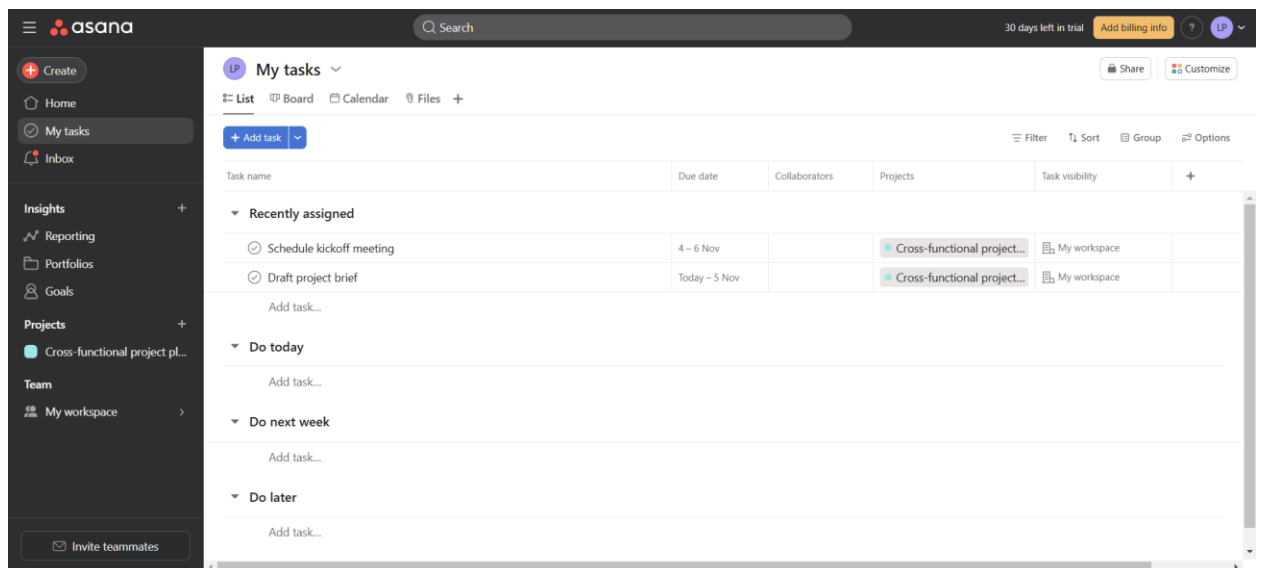 asana
Search
30 days left in trial
Add billing info
?
LP
Create
Home
My tasks
Inbox
Insights
Reporting
Portfolios
Goals
Projects
Cross-functional project pl...
Team
My workspace
Invite teammates
LP My tasks
Share
Customize
List Board Calendar Files +
+ Add task
Filter Sort Group Options
Task name Due date Collaborators Projects Task visibility +
Recently assigned
Schedule kickoff meeting 4 – 6 Nov Cross-functional project... My workspace
Draft project brief Today – 5 Nov Cross-functional project... My workspace
Add task...
Do today
Add task...
Do next week
Add task...
Do later
Add task...